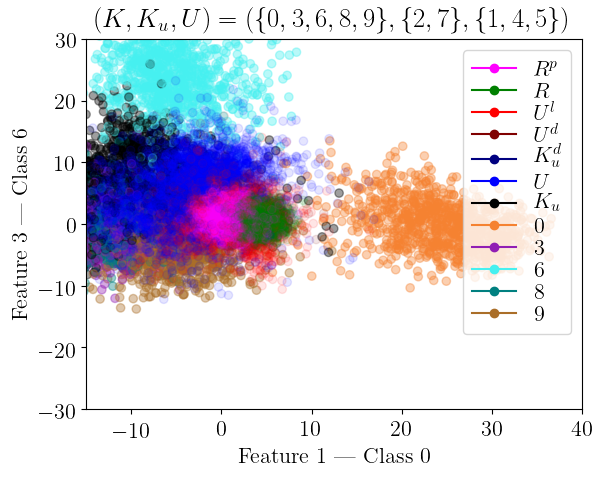 (K, K_u, U) = ({0, 3, 6, 8, 9}, {2, 7}, {1, 4, 5})
30
20
10
0
−10
−20
−30
Feature 3 — Class 6
−10
0
10
20
30
40
Feature 1 — Class 0
R^p
R
U^l
U^d
K_u^d
U
K_u
0
3
6
8
9